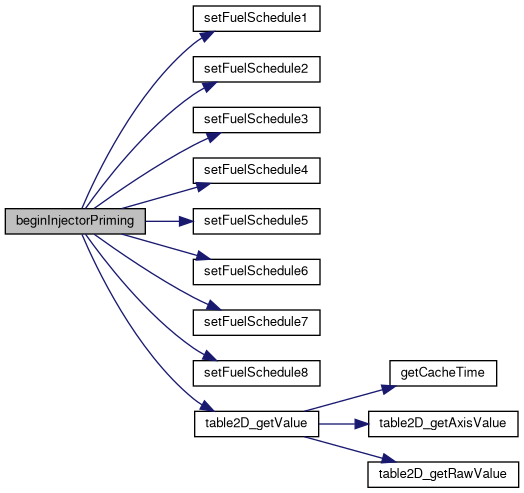 setFuelSchedule1
setFuelSchedule2
setFuelSchedule3
setFuelSchedule4
beginInjectorPriming
setFuelSchedule5
setFuelSchedule6
setFuelSchedule7
setFuelSchedule8
getCacheTime
table2D_getValue
table2D_getAxisValue
table2D_getRawValue